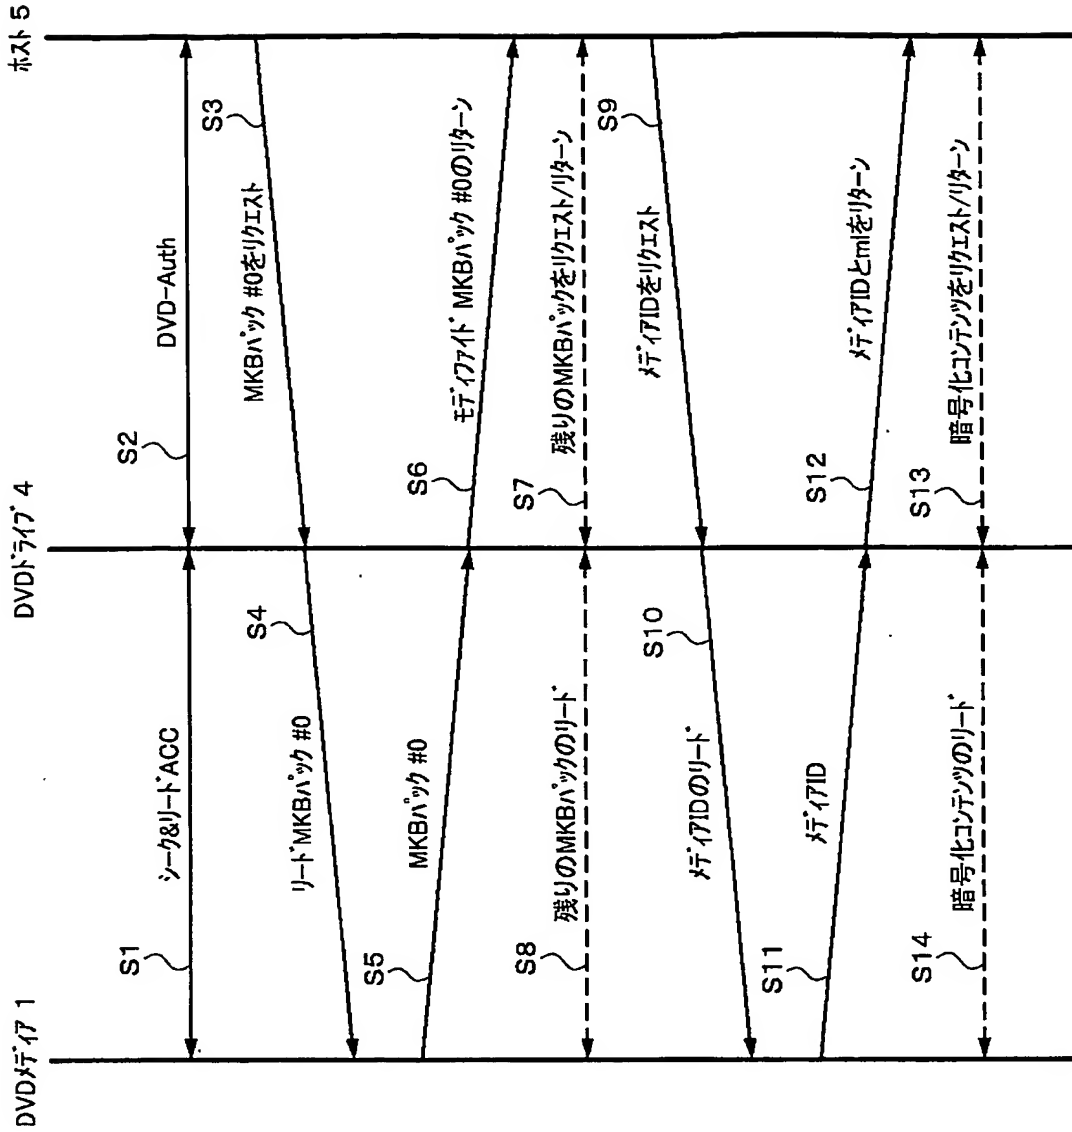 DVDメディア 1
DVDドライブ 4
ホスト 5
S1
シーク&リードACC
S2
DVD-Auth
S3
MKBパック #0をリクエスト
S4
リードMKBパック #0
S5
MKBパック #0
S6
モディファイド MKBパック #0のリターン
S7
残りのMKBパックをリクエスト/リターン
S8
残りのMKBパックのリード
S9
メディアIDをリクエスト
S10
メディアIDのリード
S11
メディアID
S12
メディアIDとmIをリターン
S13
暗号化コンテンツをリクエスト/リターン
S14
暗号化コンテンツのリード